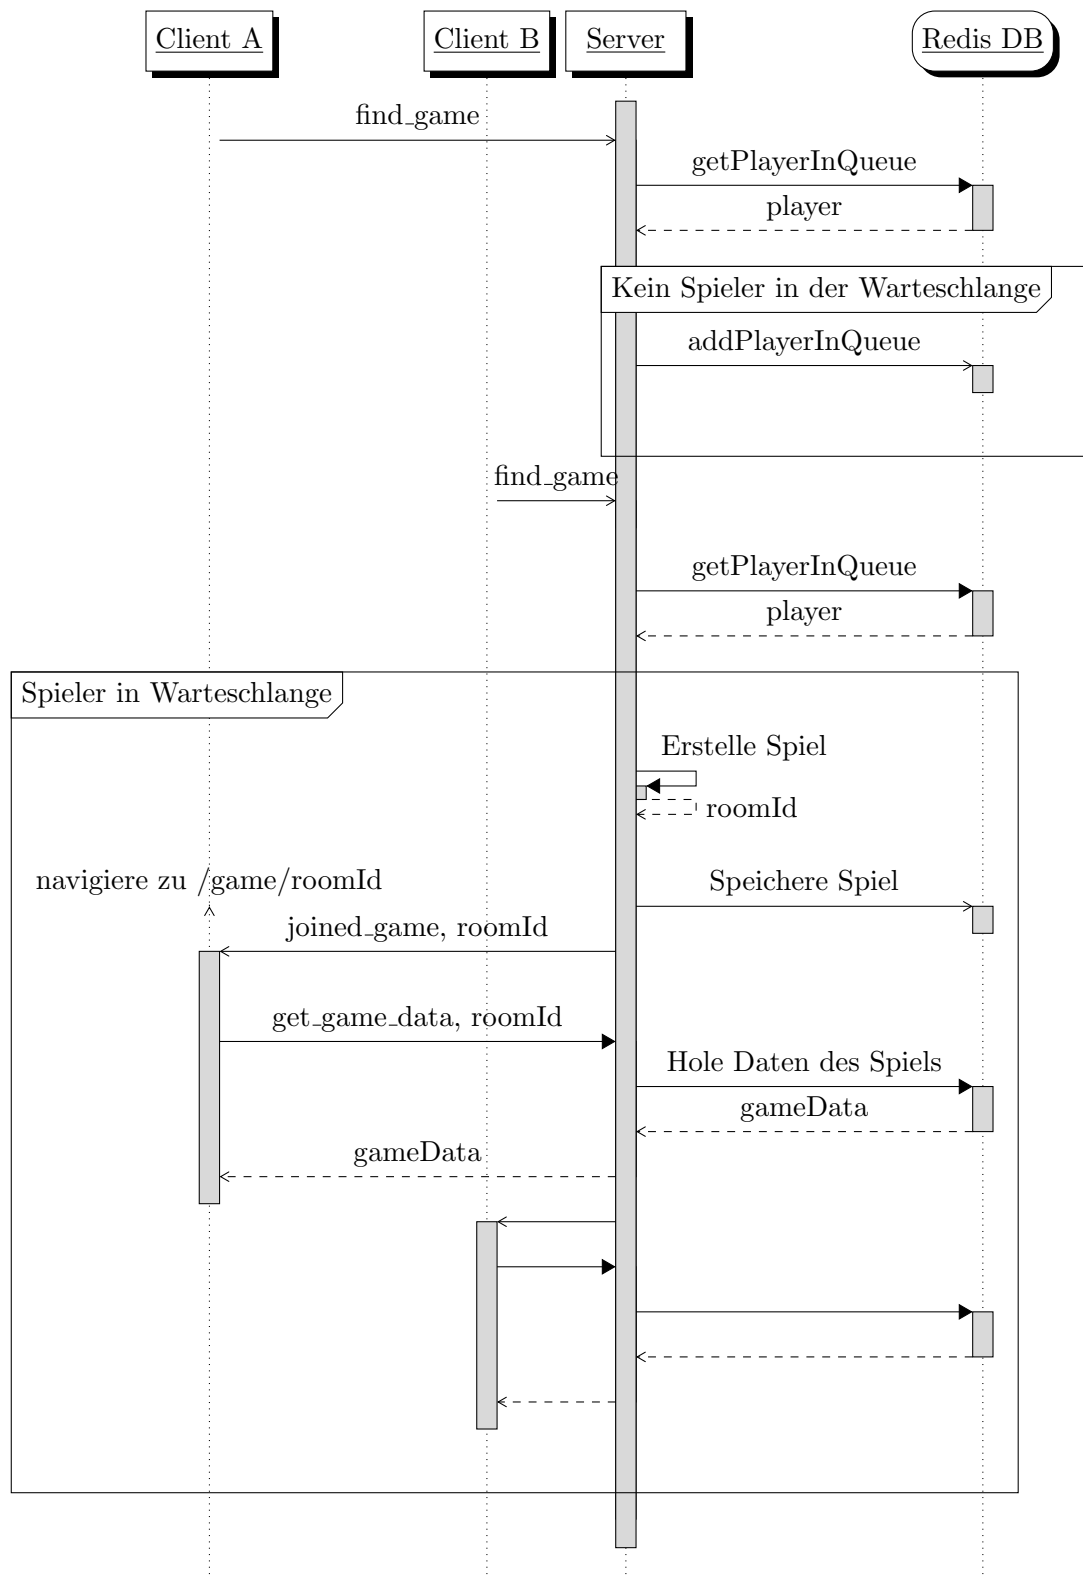 Client A
Client B
Server
Redis DB
find_game
getPlayerInQueue
player
Kein Spieler in der Warteschlange
addPlayerInQueue
find_game
getPlayerInQueue
player
Spieler in Warteschlange
Erstelle Spiel
roomId
navigiere zu /game/roomId
Speichere Spiel
joined_game, roomId
get_game_data, roomId
Hole Daten des Spiels
gameData
gameData